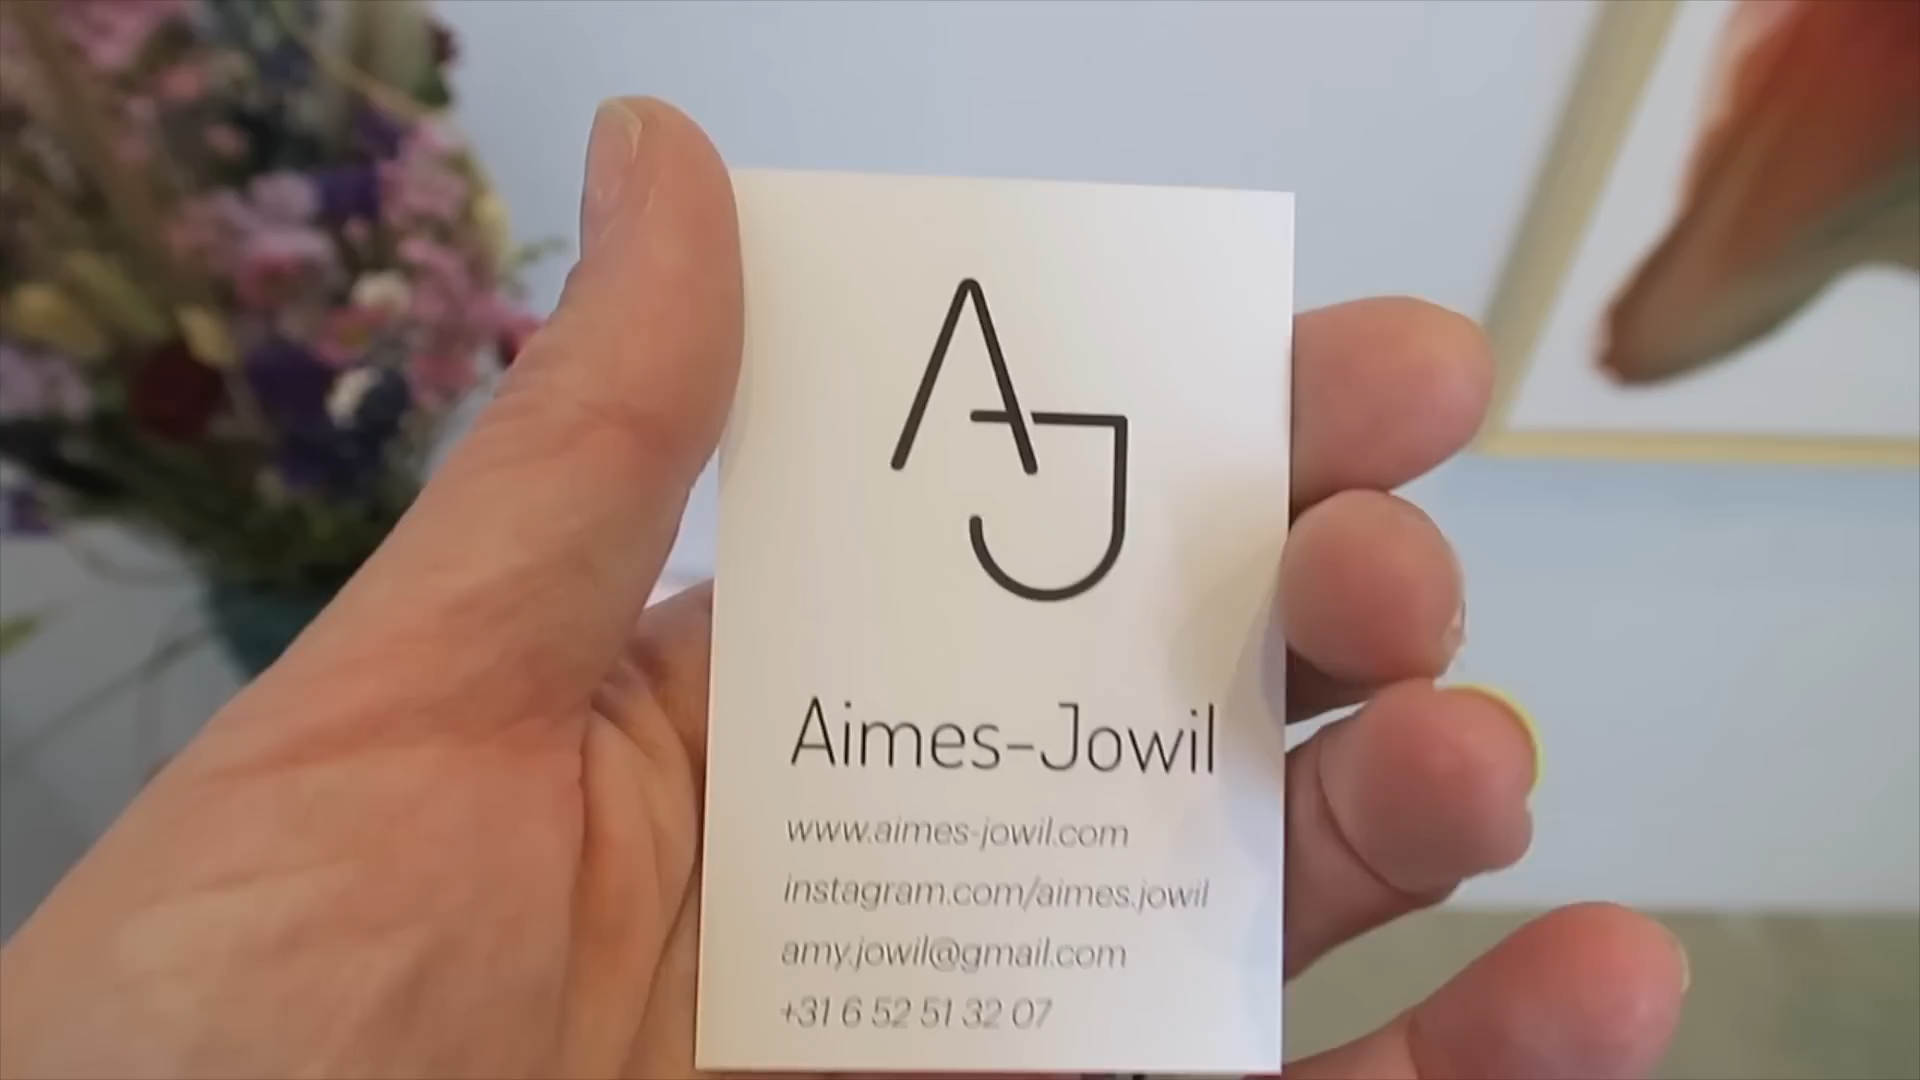 AJ
Aimes-Jowil
www.aimes-jowil.com
instagram.com/aimes.jowil
amy.jowil@gmail.com
+31 6 52 51 32 07